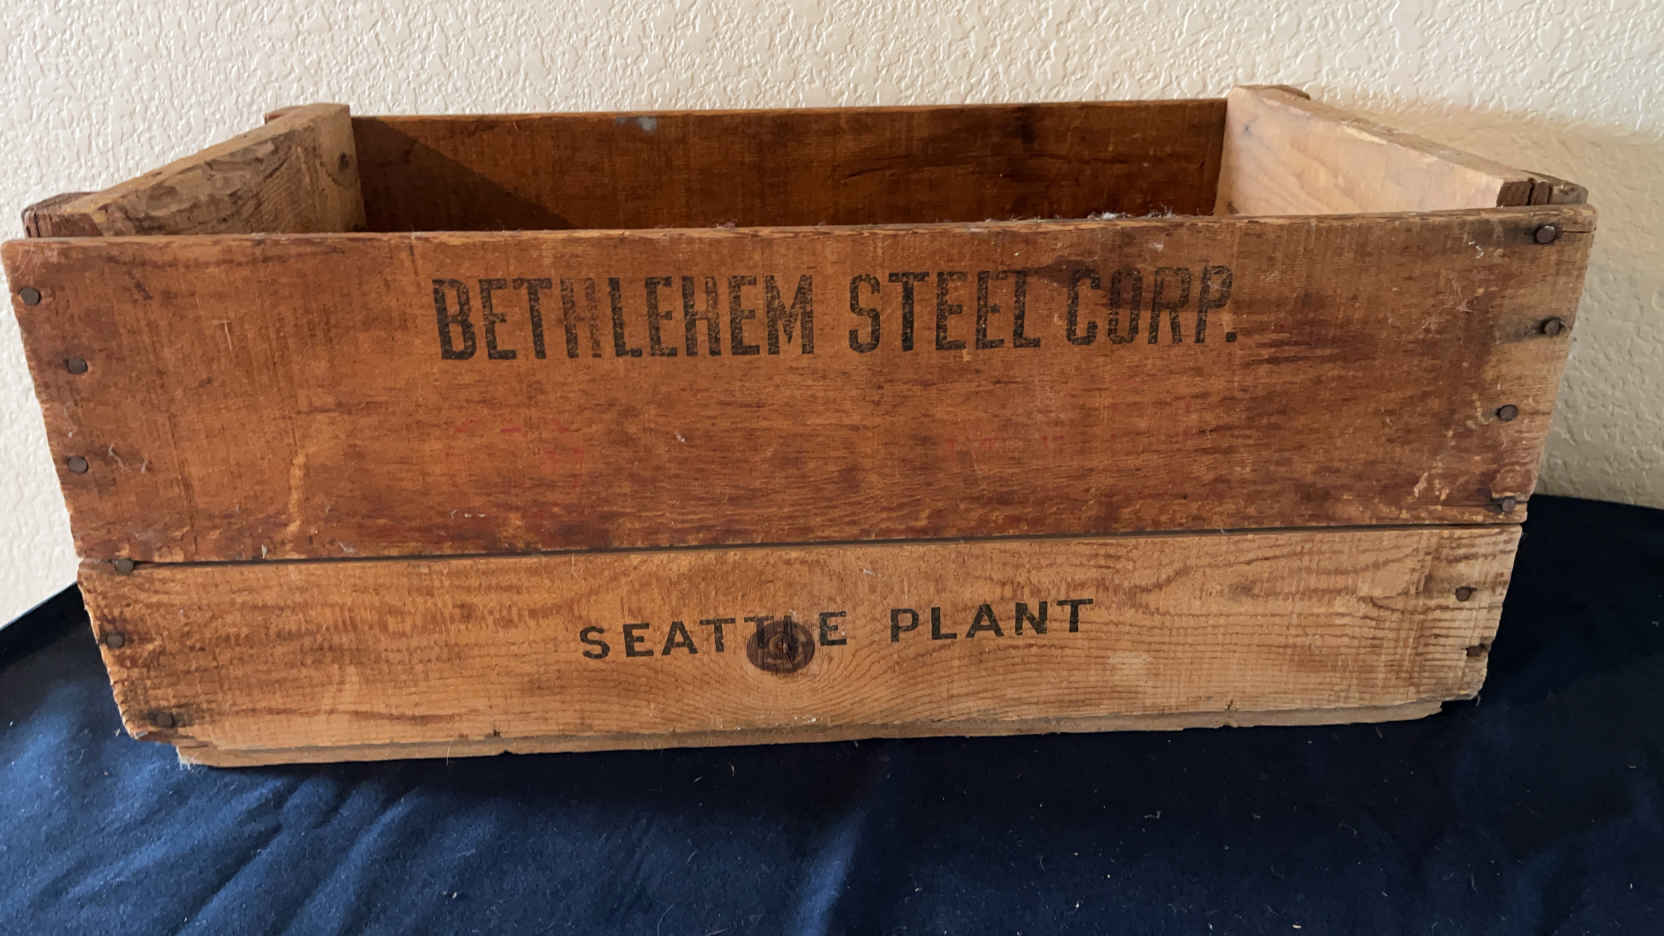 BETHLEHEM STEEL CORP.
SEATTLE PLANT